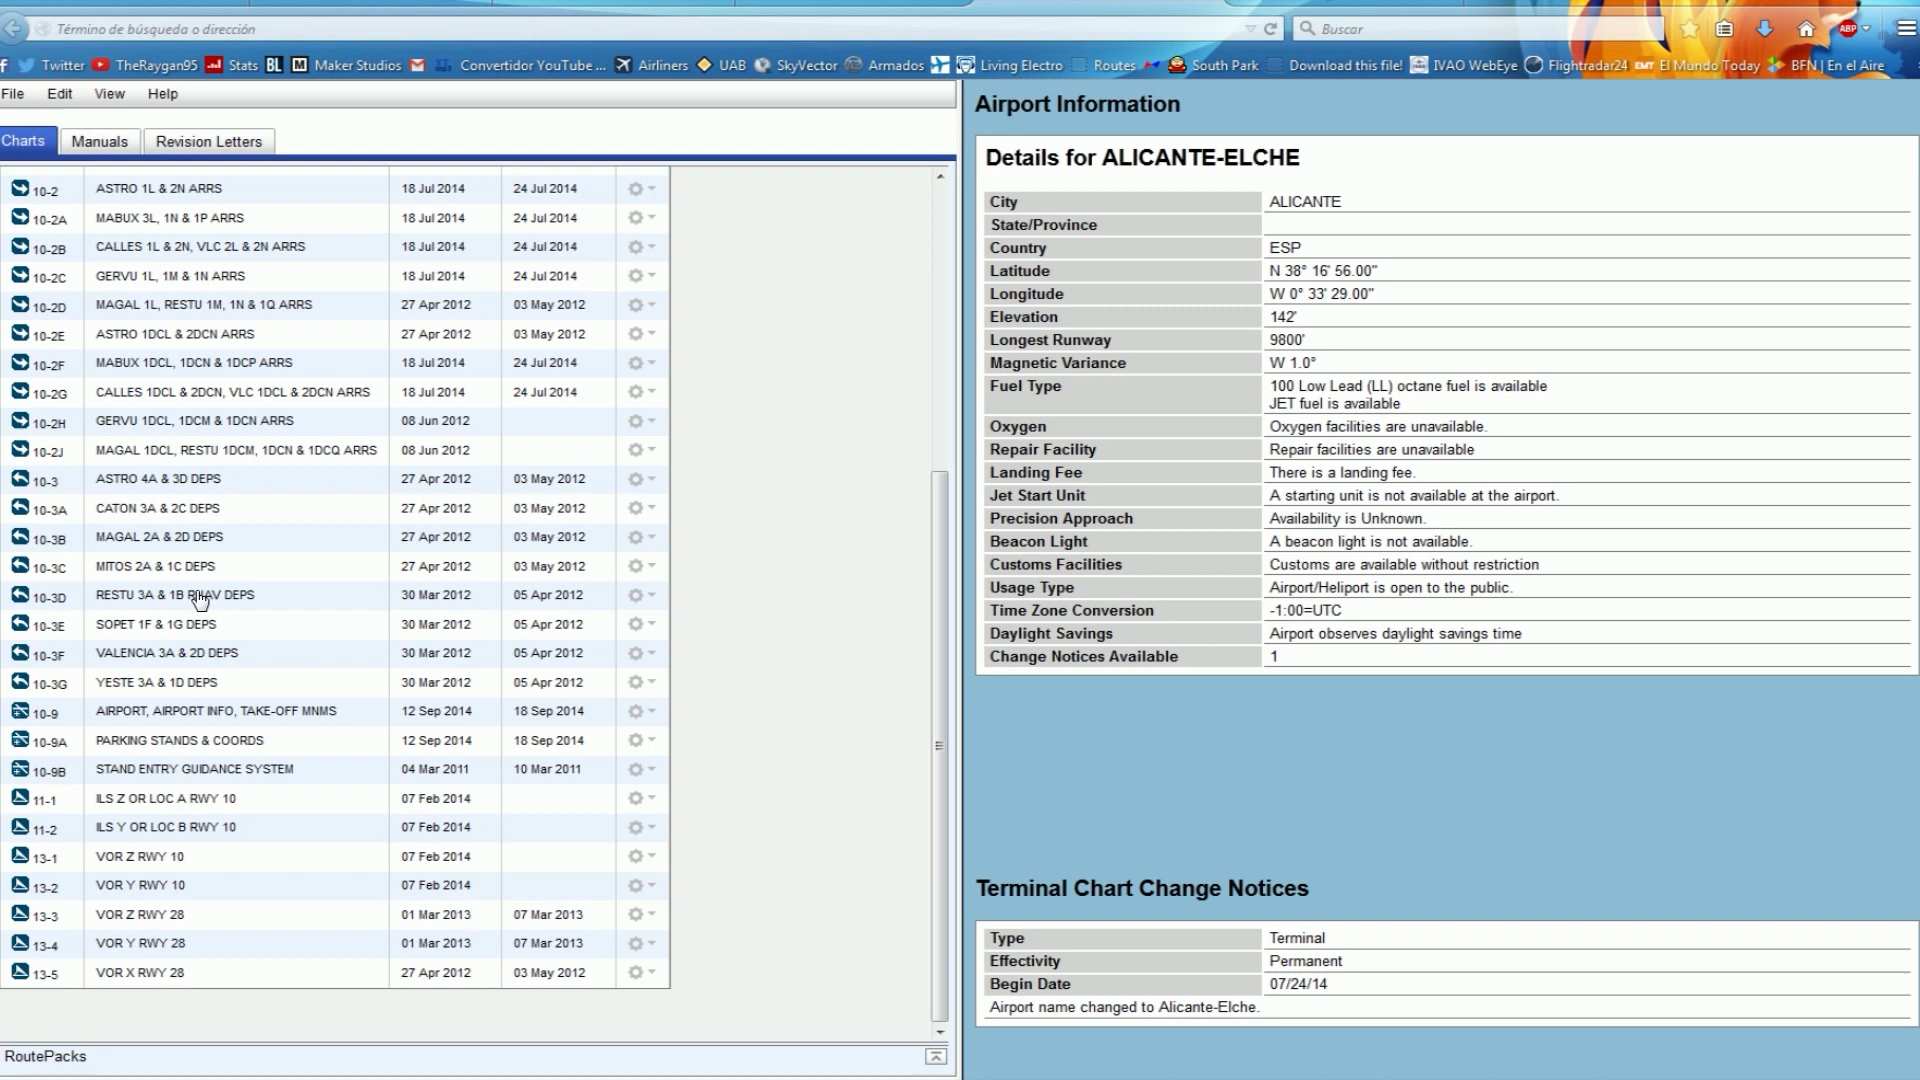 Término de búsqueda o dirección
Buscar
Twitter TheRaygan95 Stats BL M Maker Studios Convertidor YouTube ... Airliners UAB SkyVector Armados Living Electro Routes South Park Download this file! IVAO WebEye Flightradar24 EMT El Mundo Today BFN | En el Aire
File Edit View Help
Charts Manuals Revision Letters
10-2 ASTRO 1L & 2N ARRS 18 Jul 2014 24 Jul 2014
10-2A MABUX 3L, 1N & 1P ARRS 18 Jul 2014 24 Jul 2014
10-2B CALLES 1L & 2N, VLC 2L & 2N ARRS 18 Jul 2014 24 Jul 2014
10-2C GERVU 1L, 1M & 1N ARRS 18 Jul 2014 24 Jul 2014
10-2D MAGAL 1L, RESTU 1M, 1N & 1Q ARRS 27 Apr 2012 03 May 2012
10-2E ASTRO 1DCL & 2DCN ARRS 27 Apr 2012 03 May 2012
10-2F MABUX 1DCL, 1DCN & 1DCP ARRS 18 Jul 2014 24 Jul 2014
10-2G CALLES 1DCL & 2DCN, VLC 1DCL & 2DCN ARRS 18 Jul 2014 24 Jul 2014
10-2H GERVU 1DCL, 1DCM & 1DCN ARRS 08 Jun 2012
10-2J MAGAL 1DCL, RESTU 1DCM, 1DCN & 1DCQ ARRS 08 Jun 2012
10-3 ASTRO 4A & 3D DEPS 27 Apr 2012 03 May 2012
10-3A CATON 3A & 2C DEPS 27 Apr 2012 03 May 2012
10-3B MAGAL 2A & 2D DEPS 27 Apr 2012 03 May 2012
10-3C MITOS 2A & 1C DEPS 27 Apr 2012 03 May 2012
10-3D RESTU 3A & 1B DEPS 30 Mar 2012 05 Apr 2012
10-3E SOPET 1F & 1G DEPS 30 Mar 2012 05 Apr 2012
10-3F VALENCIA 3A & 2D DEPS 30 Mar 2012 05 Apr 2012
10-3G YESTE 3A & 1D DEPS 30 Mar 2012 05 Apr 2012
10-9 AIRPORT, AIRPORT INFO, TAKE-OFF MNMS 12 Sep 2014 18 Sep 2014
10-9A PARKING STANDS & COORDS 12 Sep 2014 18 Sep 2014
10-9B STAND ENTRY GUIDANCE SYSTEM 04 Mar 2011 10 Mar 2011
11-1 ILS Z OR LOC A RWY 10 07 Feb 2014
11-2 ILS Y OR LOC B RWY 10 07 Feb 2014
13-1 VOR Z RWY 10 07 Feb 2014
13-2 VOR Y RWY 10 07 Feb 2014
13-3 VOR Z RWY 28 01 Mar 2013 07 Mar 2013
13-4 VOR Y RWY 28 01 Mar 2013 07 Mar 2013
13-5 VOR X RWY 28 27 Apr 2012 03 May 2012
RoutePacks
Airport Information
Details for ALICANTE-ELCHE
City ALICANTE
State/Province
Country ESP
Latitude N 38° 16' 56.00"
Longitude W 0° 33' 29.00"
Elevation 142'
Longest Runway 9800'
Magnetic Variance W 1.0°
Fuel Type 100 Low Lead (LL) octane fuel is available
JET fuel is available
Oxygen Oxygen facilities are unavailable.
Repair Facility Repair facilities are unavailable
Landing Fee There is a landing fee.
Jet Start Unit A starting unit is not available at the airport.
Precision Approach Availability is Unknown.
Beacon Light A beacon light is not available.
Customs Facilities Customs are available without restriction
Usage Type Airport/Heliport is open to the public.
Time Zone Conversion -1:00=UTC
Daylight Savings Airport observes daylight savings time
Change Notices Available 1
Terminal Chart Change Notices
Type Terminal
Effectivity Permanent
Begin Date 07/24/14
Airport name changed to Alicante-Elche.